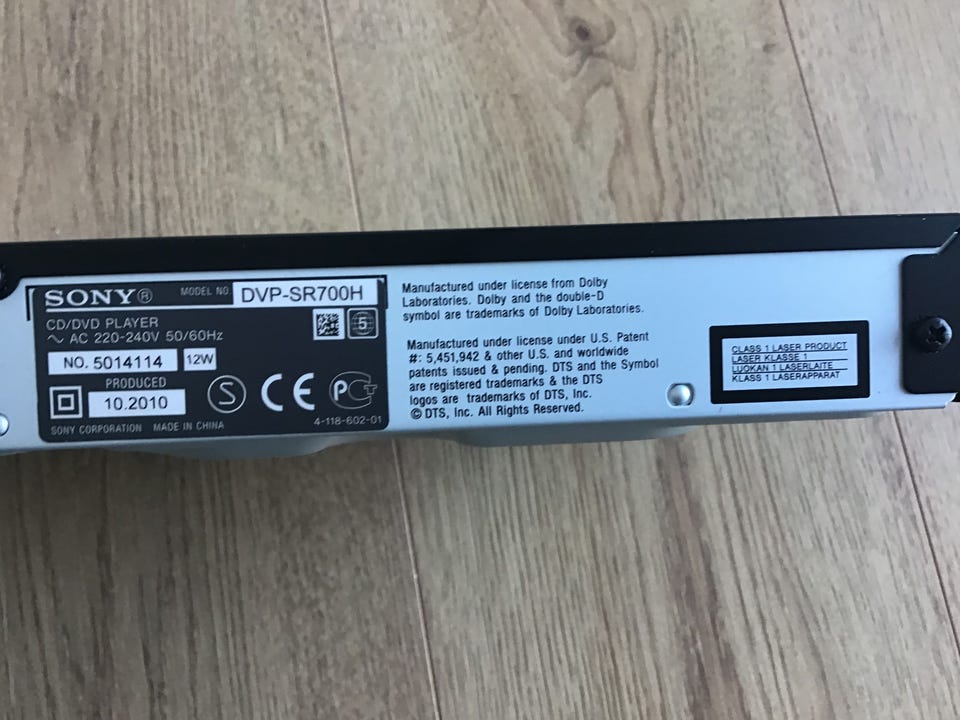 SONY® MODEL NO. DVP-SR700H
CD/DVD PLAYER
~ AC 220-240V 50/60Hz
5
NO. 5014114 12W
PRODUCED
10.2010
S CE PCT
4-118-602-01
SONY CORPORATION MADE IN CHINA
Manufactured under license from Dolby
Laboratories. Dolby and the double-D
symbol are trademarks of Dolby Laboratories.
Manufactured under license under U.S. Patent
#: 5,451,942 & other U.S. and worldwide
patents issued & pending. DTS and the Symbol
are registered trademarks & the DTS
logos are trademarks of DTS, Inc.
© DTS, Inc. All Rights Reserved.
CLASS 1 LASER PRODUCT
LASER KLASSE 1
LUOKAN 1 LASERLAITE
KLASS 1 LASERAPPARAT